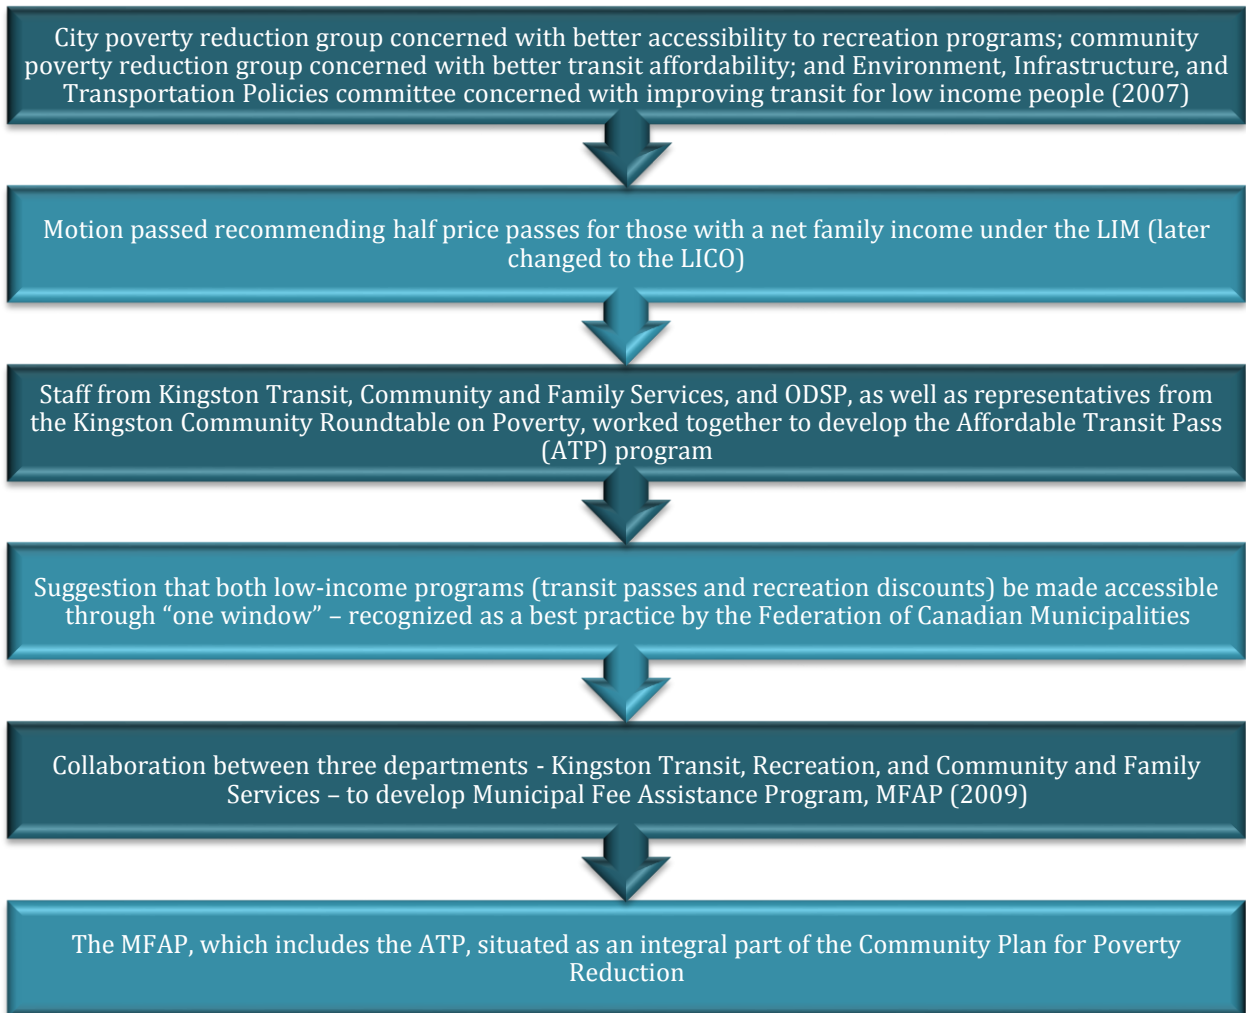 City poverty reduction group concerned with better accessibility to recreation programs; community
poverty reduction group concerned with better transit affordability; and Environment, Infrastructure, and
Transportation Policies committee concerned with improving transit for low income people (2007)
Motion passed recommending half price passes for those with a net family income under the LIM (later
changed to the LICO)
Staff from Kingston Transit, Community and Family Services, and ODSP, as well as representatives from
the Kingston Community Roundtable on Poverty, worked together to develop the Affordable Transit Pass
(ATP) program
Suggestion that both low-income programs (transit passes and recreation discounts) be made accessible
through “one window” – recognized as a best practice by the Federation of Canadian Municipalities
Collaboration between three departments - Kingston Transit, Recreation, and Community and Family
Services – to develop Municipal Fee Assistance Program, MFAP (2009)
The MFAP, which includes the ATP, situated as an integral part of the Community Plan for Poverty
Reduction